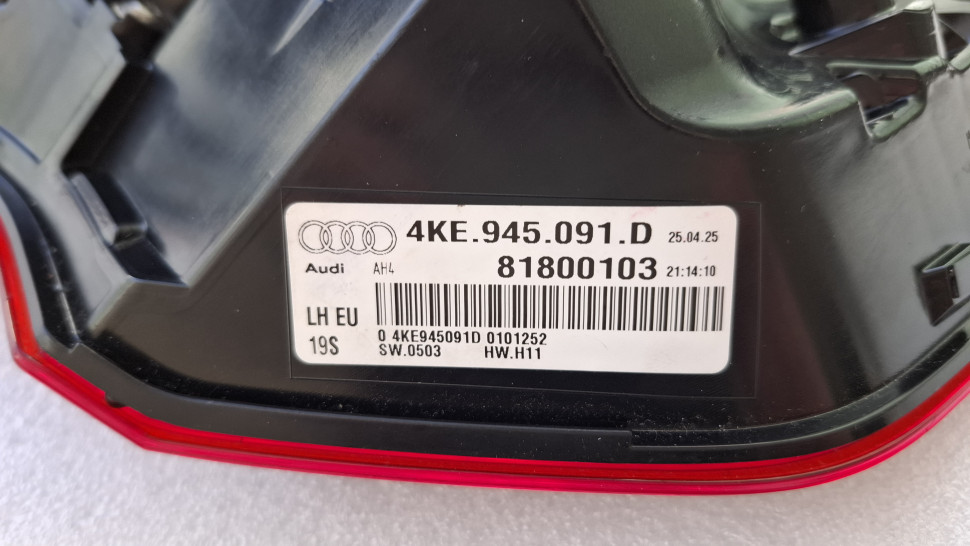 4KE.945.091.D 25.04.25
Audi AH4 81800103 21:14:10
LH EU
19S
0 4KE945091D 0101252
SW.0503 HW.H11